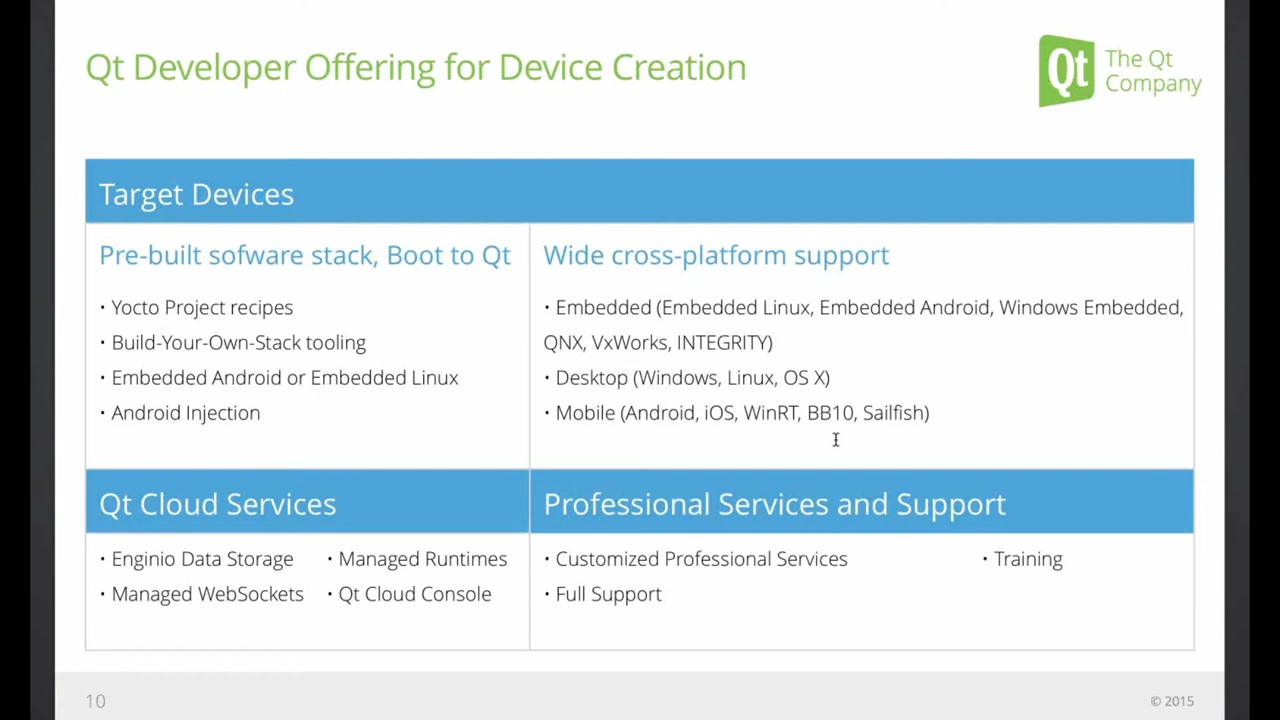 Qt Developer Offering for Device Creation
Qt
The Qt
Company
Target Devices
Pre-built sofware stack, Boot to Qt
• Yocto Project recipes
• Build-Your-Own-Stack tooling
• Embedded Android or Embedded Linux
• Android Injection
Wide cross-platform support
• Embedded (Embedded Linux, Embedded Android, Windows Embedded,
QNX, VxWorks, INTEGRITY)
• Desktop (Windows, Linux, OS X)
• Mobile (Android, iOS, WinRT, BB10, Sailfish)
Qt Cloud Services
• Enginio Data Storage • Managed Runtimes
• Managed WebSockets • Qt Cloud Console
Professional Services and Support
• Customized Professional Services • Training
• Full Support
10
© 2015